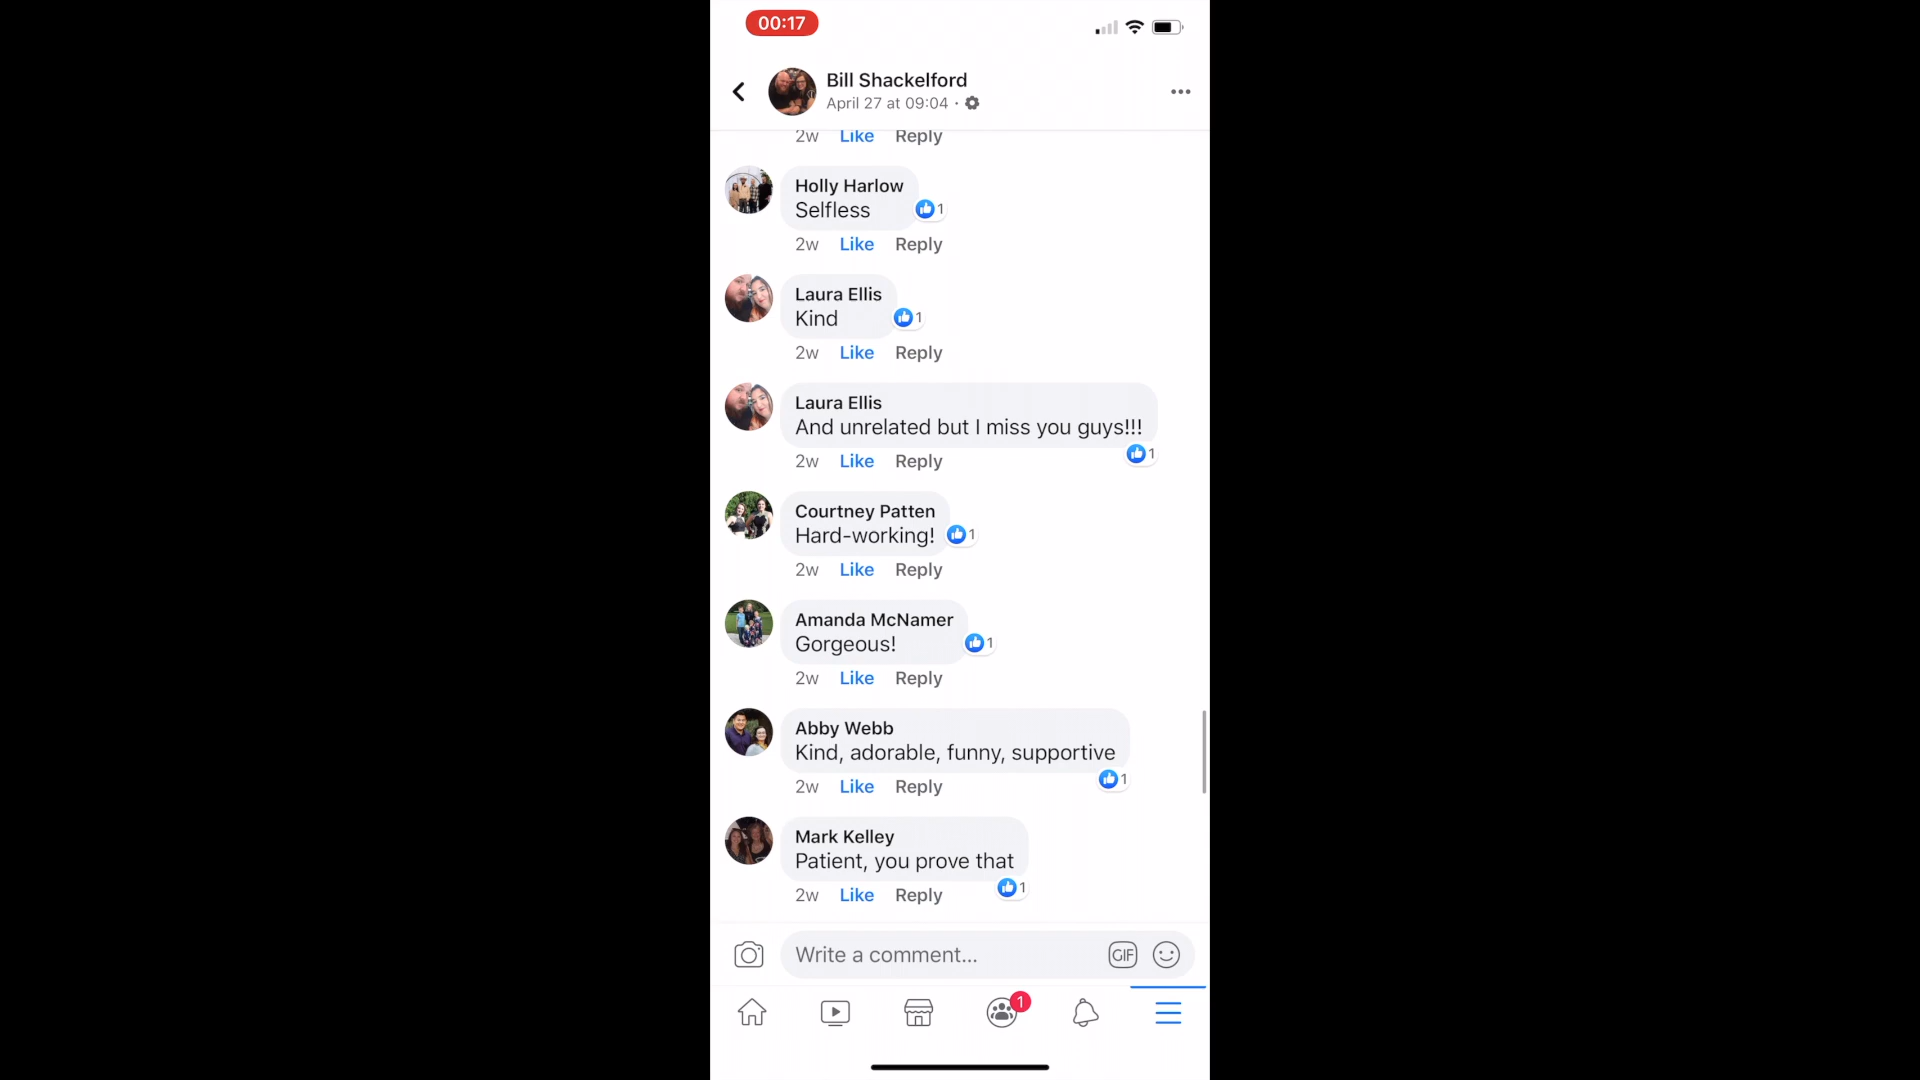 00:17
Bill Shackelford
April 27 at 09:04 ·
2w Like Reply
Holly Harlow
Selfless
1
2w Like Reply
Laura Ellis
Kind
1
2w Like Reply
Laura Ellis
And unrelated but I miss you guys!!!
1
2w Like Reply
Courtney Patten
Hard-working!
1
2w Like Reply
Amanda McNamer
Gorgeous!
1
2w Like Reply
Abby Webb
Kind, adorable, funny, supportive
1
2w Like Reply
Mark Kelley
Patient, you prove that
1
2w Like Reply
Write a comment...
GIF
1